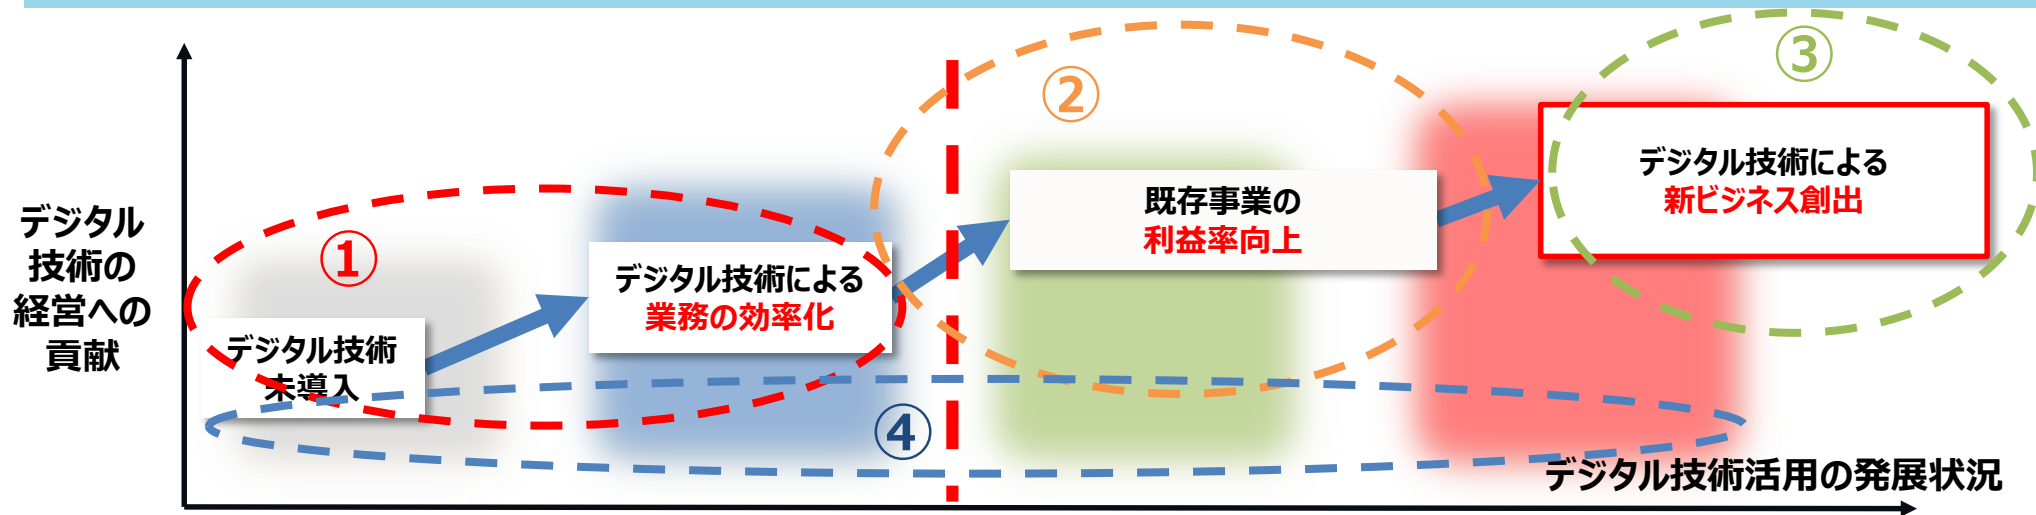 デジタル
技術の
経営への
貢献
①
デジタル技術
未導入
デジタル技術による
業務の効率化
②
既存事業の
利益率向上
③
デジタル技術による
新ビジネス創出
④
デジタル技術活用の発展状況